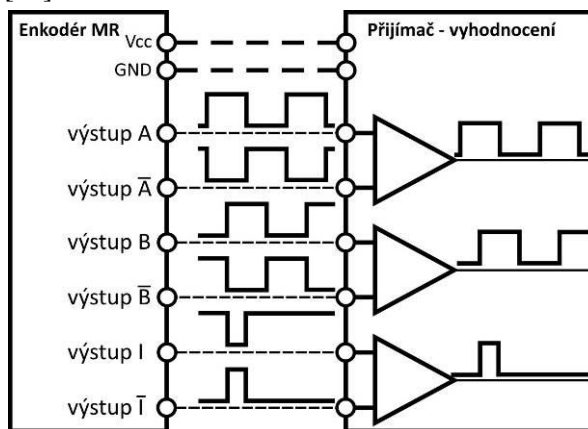 Enkodér MR
Přijímač - vyhodnocení
Vcc
GND
výstup A
výstup A̅
výstup B
výstup B̅
výstup I
výstup I̅